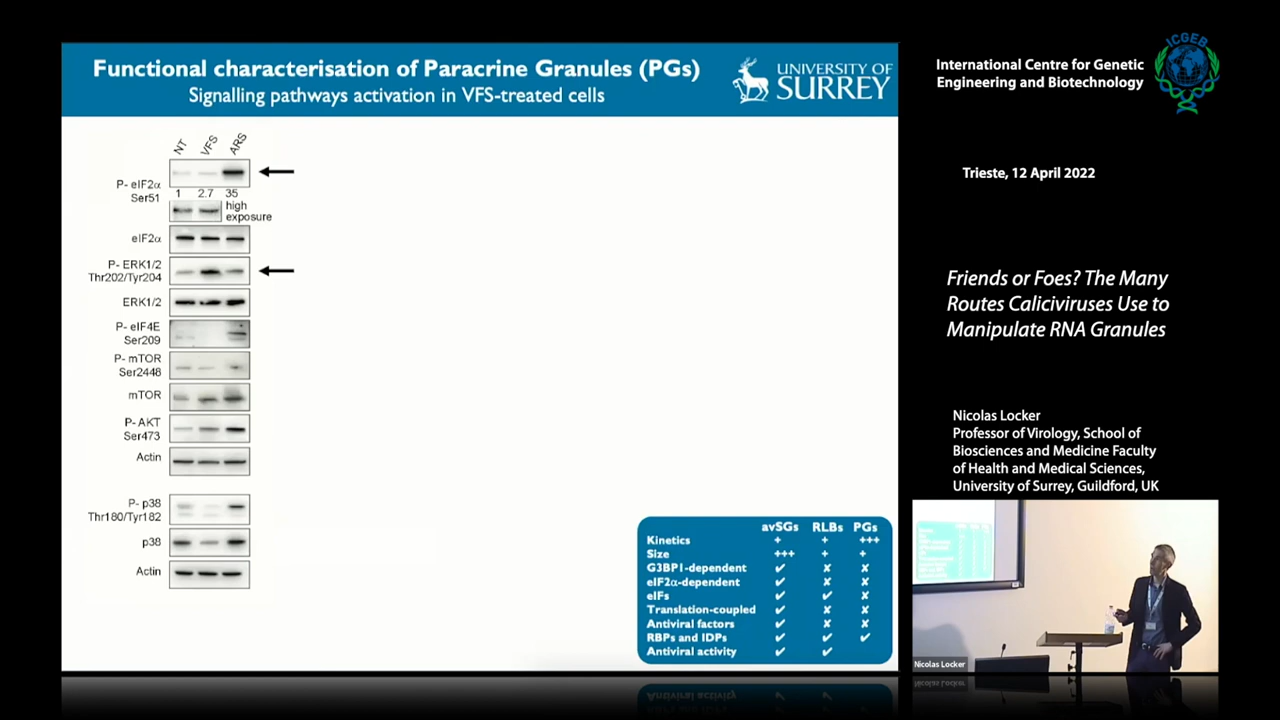 Functional characterisation of Paracrine Granules (PGs)
Signalling pathways activation in VFS-treated cells
UNIVERSITY OF
SURREY
NT VFS ARS
P- eIF2α
Ser51
1 2.7 35
high
exposure
eIF2α
P- ERK1/2
Thr202/Tyr204
ERK1/2
P- eIF4E
Ser209
P- mTOR
Ser2448
mTOR
P- AKT
Ser473
Actin
P- p38
Thr180/Tyr182
p38
Actin
avSGs RLBs PGs
Kinetics + + +++
Size +++ + +
G3BP1-dependent ✔ ✘ ✘
eIF2α-dependent ✔ ✘ ✘
eIFs ✔ ✔ ✘
Translation-coupled ✔ ✘ ✘
Antiviral factors ✔ ✘ ✘
RBPs and IDPs ✔ ✔ ✔
Antiviral activity ✔ ✔
International Centre for Genetic
Engineering and Biotechnology
ICGEB
Trieste, 12 April 2022
Friends or Foes? The Many
Routes Caliciviruses Use to
Manipulate RNA Granules
Nicolas Locker
Professor of Virology, School of
Biosciences and Medicine Faculty
of Health and Medical Sciences,
University of Surrey, Guildford, UK
Nicolas Locker